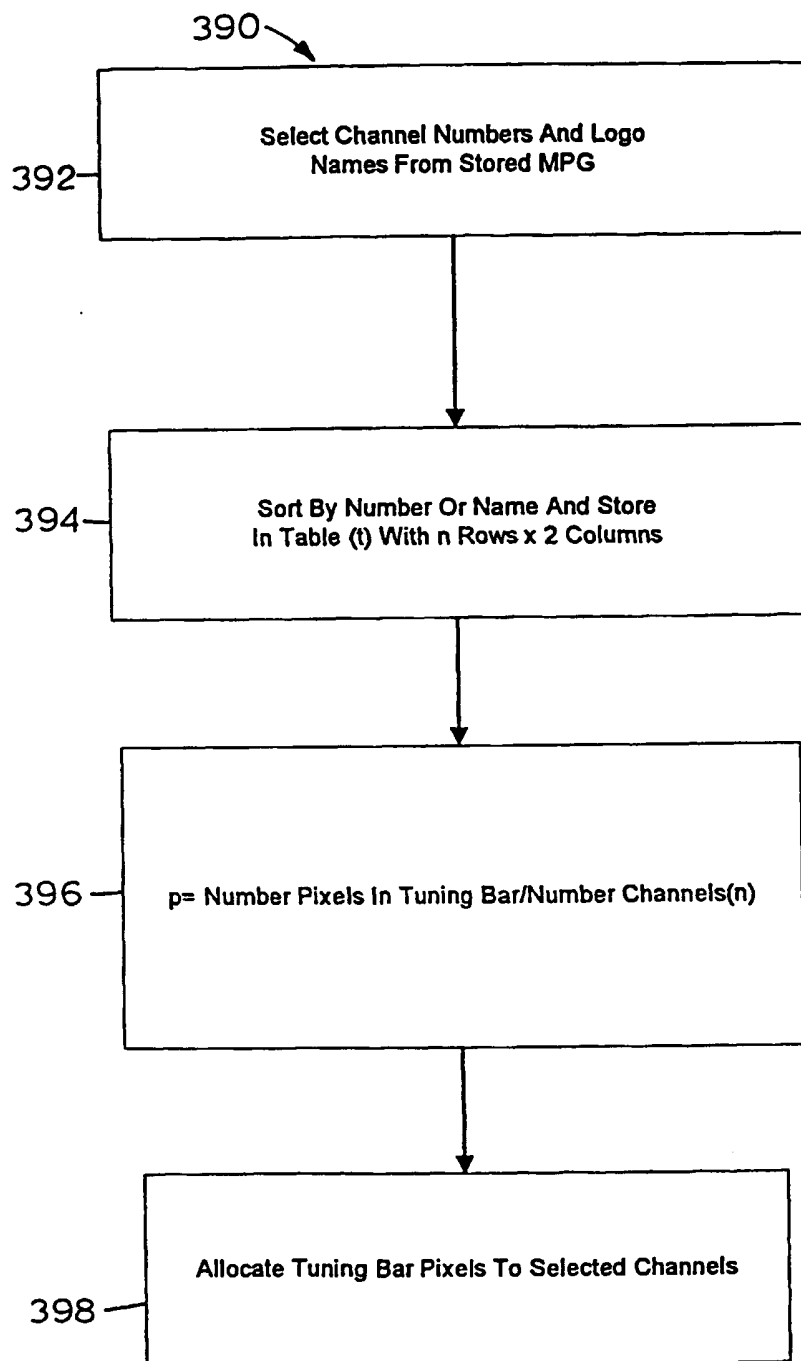 390
Select Channel Numbers And Logo
Names From Stored MPG
392
Sort By Number Or Name And Store
In Table (t) With n Rows x 2 Columns
394
p= Number Pixels In Tuning Bar/Number Channels(n)
396
Allocate Tuning Bar Pixels To Selected Channels
398